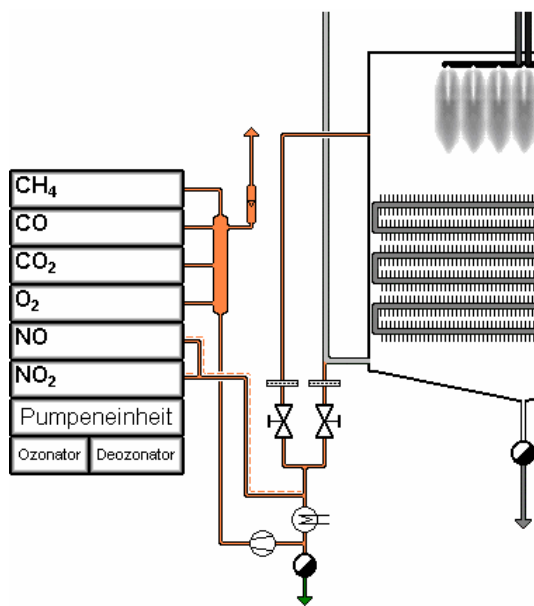 CH₄
CO
CO₂
O₂
NO
NO₂
Pumpeneinheit
Ozonator Deozonator